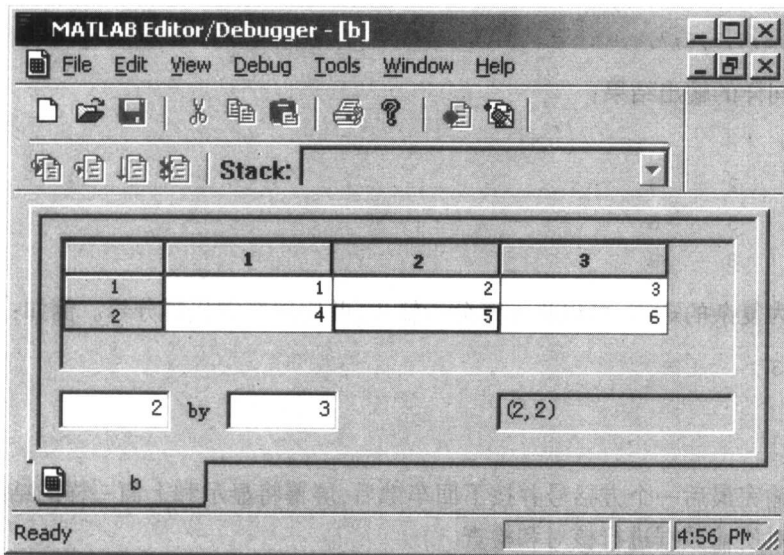 MATLAB Editor/Debugger - [b]
File Edit View Debug Tools Window Help
Stack:
1 2 3
1 1 2 3
2 4 5 6
2 by 3 (2, 2)
b
Ready 4:56 PM